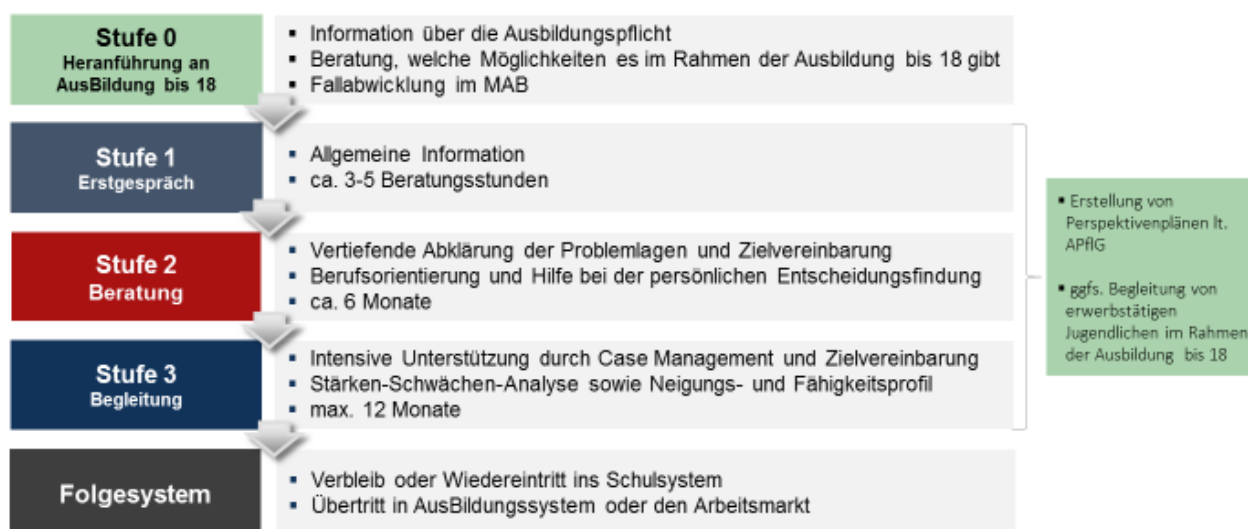 Stufe 0
Heranführung an
AusBildung bis 18
▪ Information über die Ausbildungspflicht
▪ Beratung, welche Möglichkeiten es im Rahmen der Ausbildung bis 18 gibt
▪ Fallabwicklung im MAB
Stufe 1
Erstgespräch
▪ Allgemeine Information
▪ ca. 3-5 Beratungsstunden
Stufe 2
Beratung
▪ Vertiefende Abklärung der Problemlagen und Zielvereinbarung
▪ Berufsorientierung und Hilfe bei der persönlichen Entscheidungsfindung
▪ ca. 6 Monate
Stufe 3
Begleitung
▪ Intensive Unterstützung durch Case Management und Zielvereinbarung
▪ Stärken-Schwächen-Analyse sowie Neigungs- und Fähigkeitsprofil
▪ max. 12 Monate
▪ Erstellung von
Perspektivenplänen lt.
APflG
▪ ggfs. Begleitung von
erwerbstätigen
Jugendlichen im Rahmen
der Ausbildung bis 18
Folgesystem
▪ Verbleib oder Wiedereintritt ins Schulsystem
▪ Übertritt in AusBildungssystem oder den Arbeitsmarkt